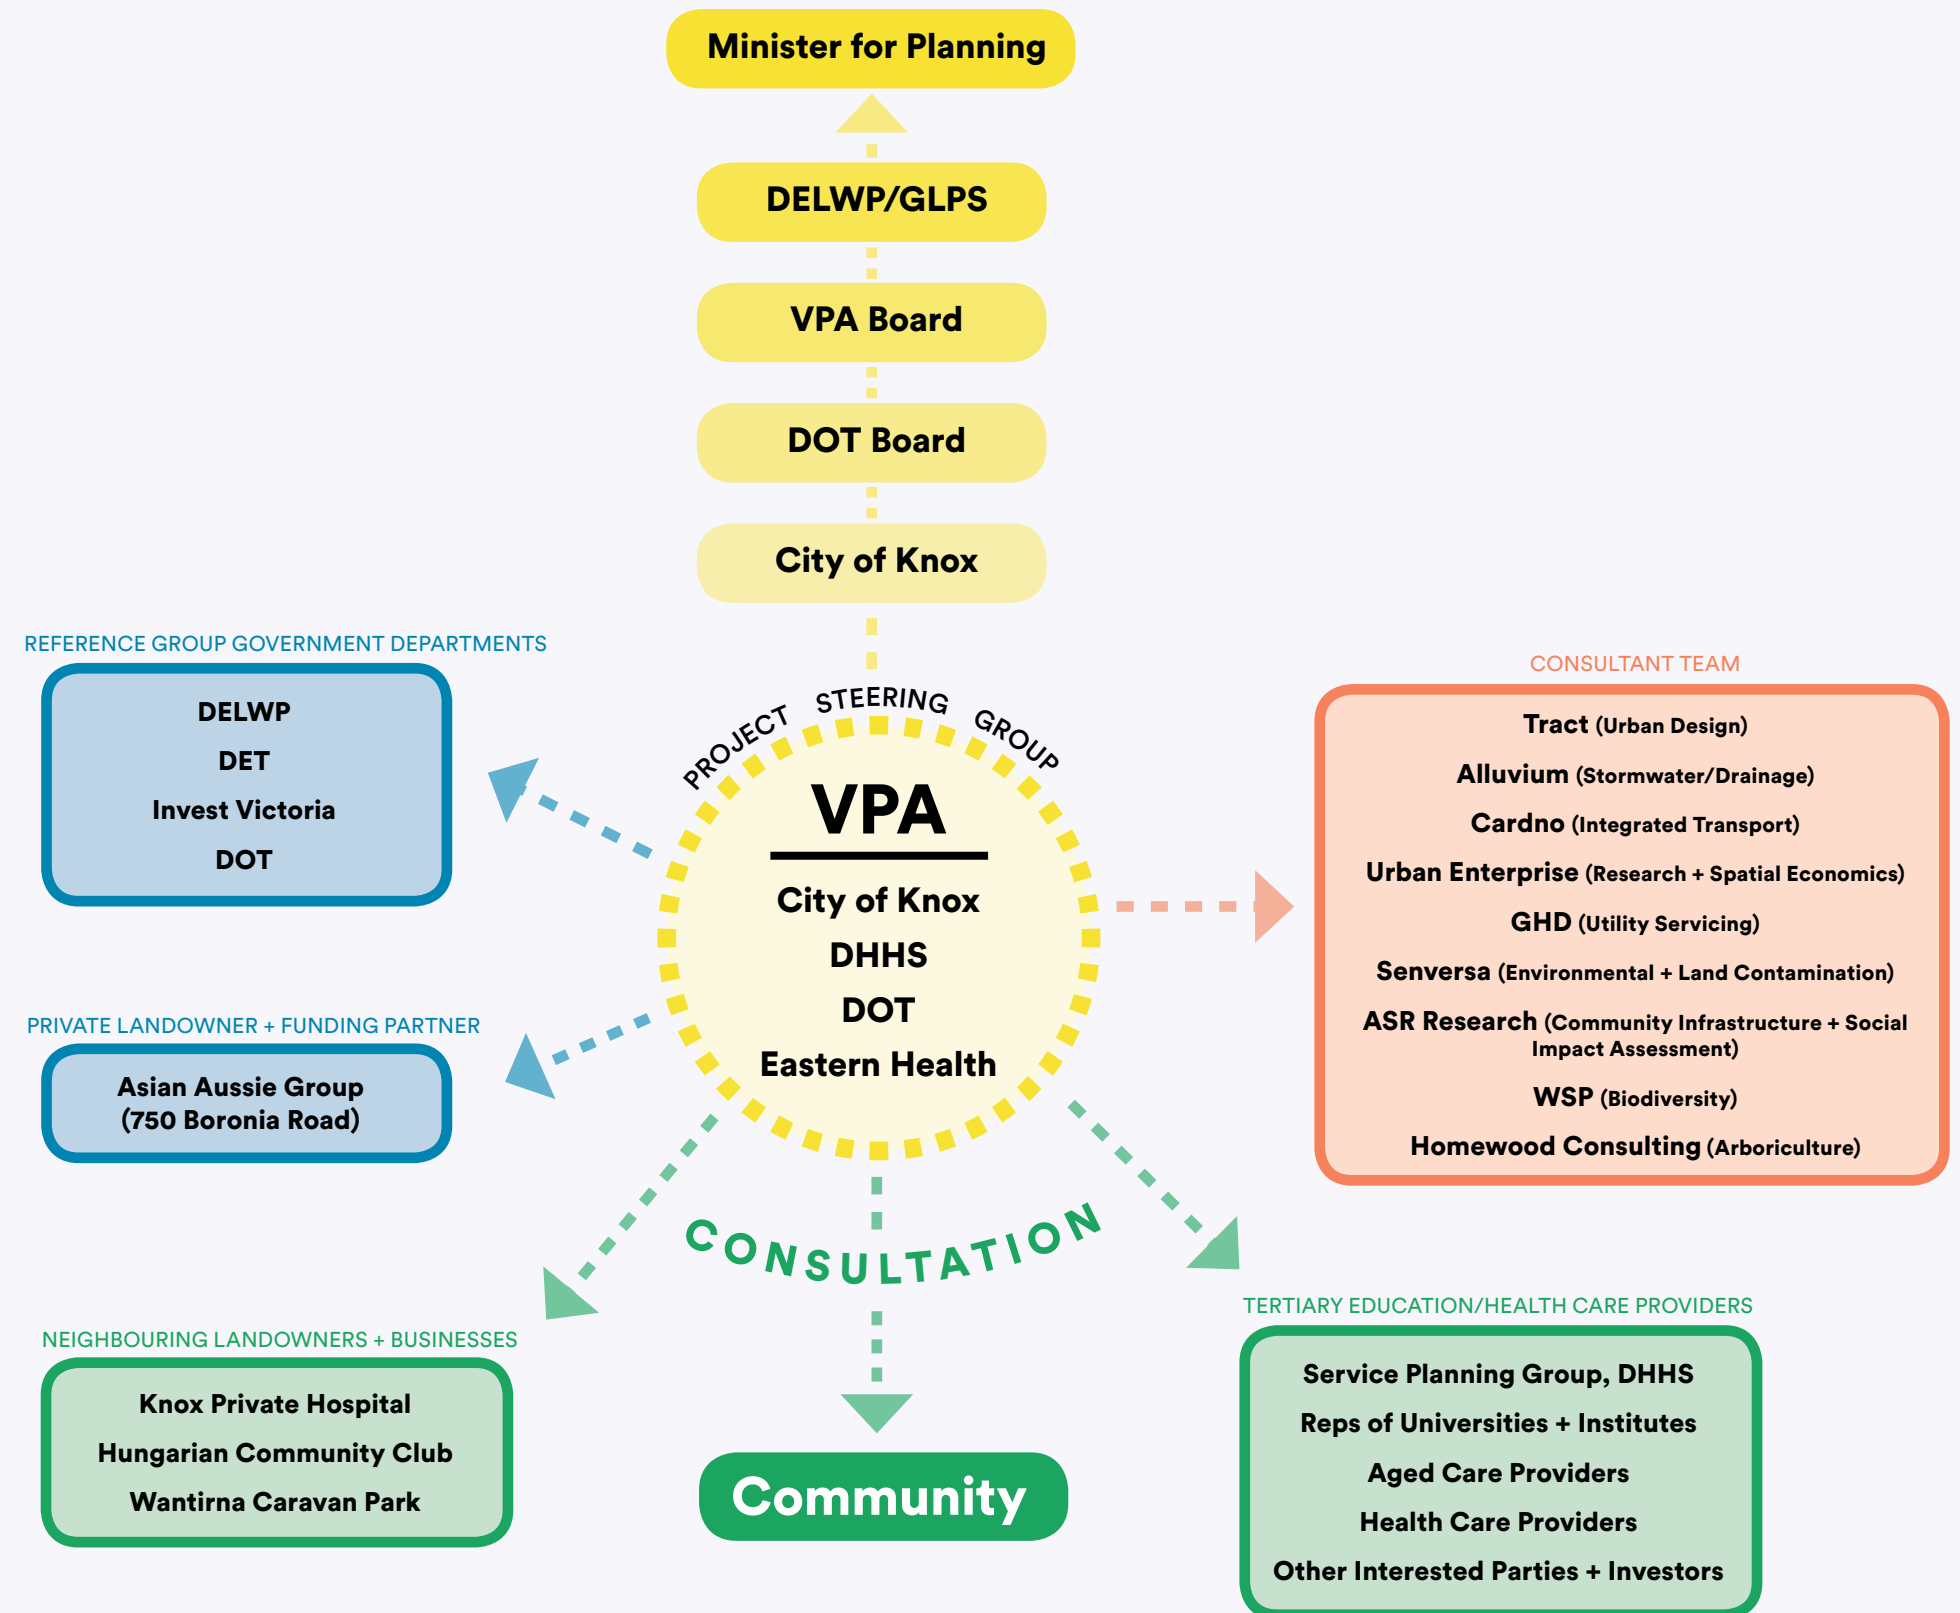 Minister for Planning
DELWP/GLPS
VPA Board
DOT Board
City of Knox
PROJECT STEERING GROUP
VPA
City of Knox
DHHS
DOT
Eastern Health
REFERENCE GROUP GOVERNMENT DEPARTMENTS
DELWP
DET
Invest Victoria
DOT
PRIVATE LANDOWNER + FUNDING PARTNER
Asian Aussie Group
(750 Boronia Road)
CONSULTANT TEAM
Tract (Urban Design)
Alluvium (Stormwater/Drainage)
Cardno (Integrated Transport)
Urban Enterprise (Research + Spatial Economics)
GHD (Utility Servicing)
Senversa (Environmental + Land Contamination)
ASR Research (Community Infrastructure + Social
Impact Assessment)
WSP (Biodiversity)
Homewood Consulting (Arboriculture)
CONSULTATION
NEIGHBOURING LANDOWNERS + BUSINESSES
Knox Private Hospital
Hungarian Community Club
Wantirna Caravan Park
Community
TERTIARY EDUCATION/HEALTH CARE PROVIDERS
Service Planning Group, DHHS
Reps of Universities + Institutes
Aged Care Providers
Health Care Providers
Other Interested Parties + Investors